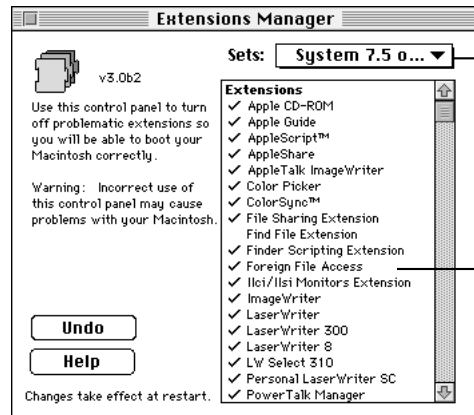 Extensions Manager
Sets: System 7.5 o...
v3.0b2
Use this control panel to turn
off problematic extensions so
you will be able to boot your
Macintosh correctly.
Warning: Incorrect use of
this control panel may cause
problems with your Macintosh.
Undo
Help
Changes take effect at restart.
Extensions
✓ Apple CD-ROM
✓ Apple Guide
✓ AppleScript™
✓ AppleShare
✓ AppleTalk ImageWriter
✓ Color Picker
✓ ColorSync™
✓ File Sharing Extension
Find File Extension
✓ Finder Scripting Extension
✓ Foreign File Access
✓ IIci/IIsi Monitors Extension
✓ ImageWriter
✓ LaserWriter
✓ LaserWriter 300
✓ LaserWriter 8
✓ LW Select 310
✓ Personal LaserWriter SC
✓ PowerTalk Manager